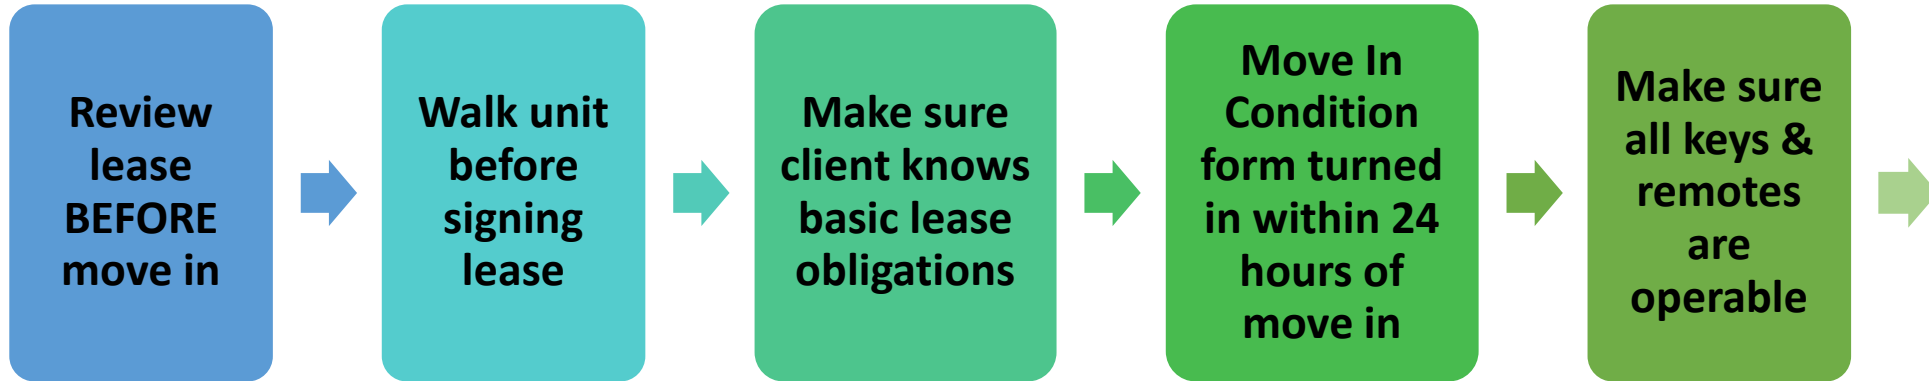 Review
lease
BEFORE
move in
Walk unit
before
signing
lease
Make sure
client knows
basic lease
obligations
Move In
Condition
form turned
in within 24
hours of
move in
Make sure
all keys &
remotes
are
operable